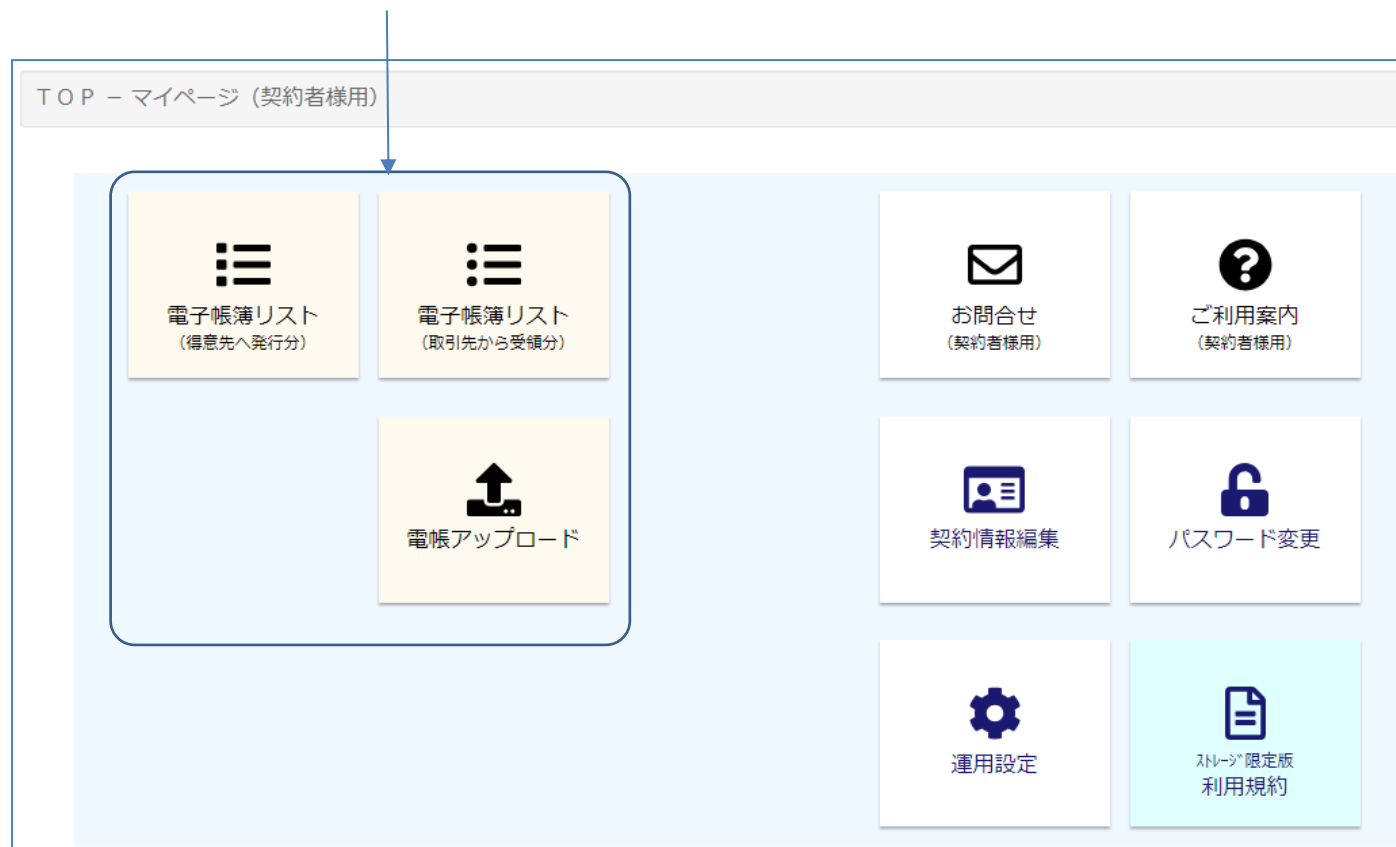 ＴＯＰ － マイページ（契約者様用）
電子帳簿リスト
（得意先へ発行分）
電子帳簿リスト
（取引先から受領分）
お問合せ
（契約者様用）
ご利用案内
（契約者様用）
電帳アップロード
契約情報編集
パスワード変更
運用設定
ｽﾄﾚｰｼﾞ限定版
利用規約